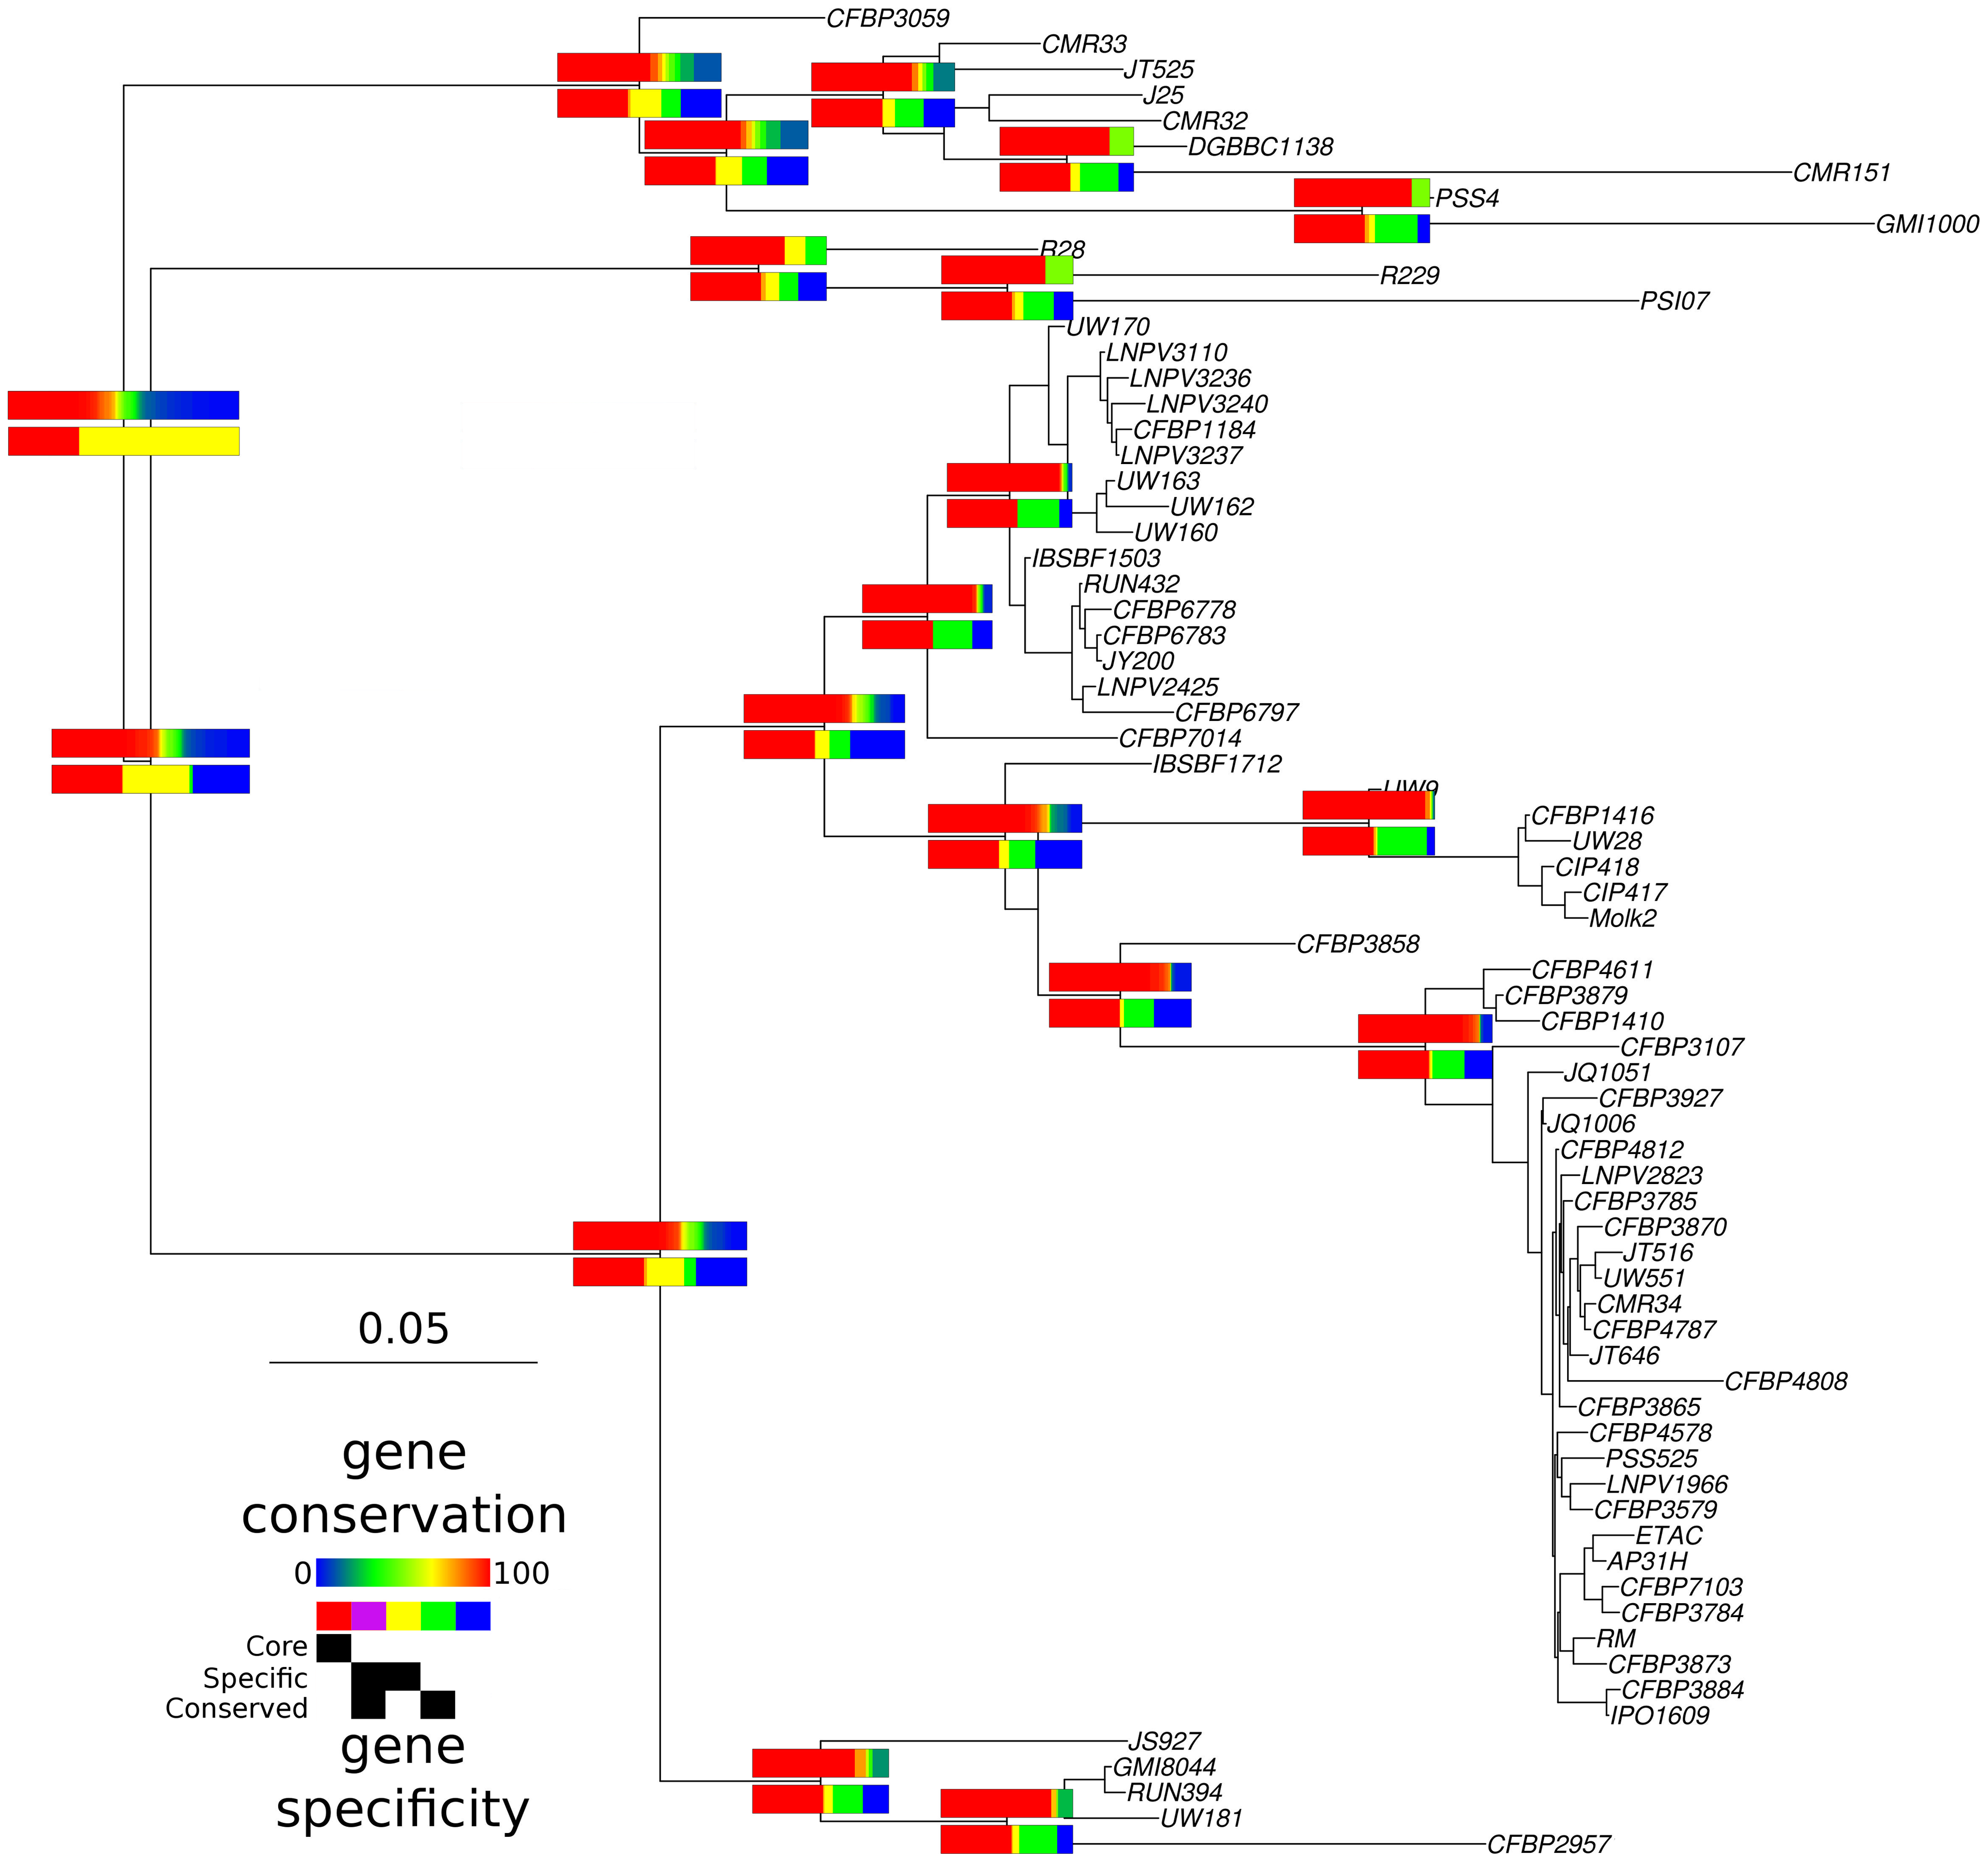 CFBP3059
CMR33
JT525
J25
CMR32
DGBBC1138
CMR151
PSS4
GMI1000
R28
R229
PSI07
UW170
LNPV3110
LNPV3236
LNPV3240
CFBP1184
LNPV3237
UW163
UW162
UW160
IBSBF1503
RUN432
CFBP6778
CFBP6783
JY200
LNPV2425
CFBP6797
CFBP7014
IBSBF1712
UW9
CFBP1416
UW28
CIP418
CIP417
Molk2
CFBP3858
CFBP4611
CFBP3879
CFBP1410
CFBP3107
JQ1051
CFBP3927
JQ1006
CFBP4812
LNPV2823
CFBP3785
CFBP3870
JT516
UW551
CMR34
CFBP4787
JT646
CFBP4808
CFBP3865
CFBP4578
PSS525
LNPV1966
CFBP3579
ETAC
AP31H
CFBP7103
CFBP3784
RM
CFBP3873
CFBP3884
IPO1609
JS927
GMI8044
RUN394
UW181
CFBP2957
0.05
gene
conservation
0 100
Core
Specific
Conserved
gene
specificity